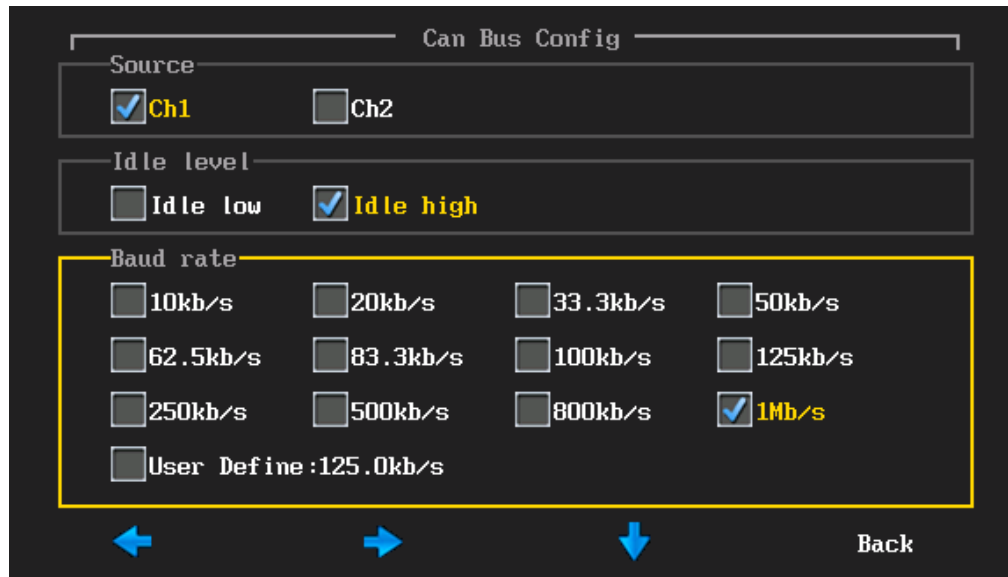 Can Bus Config
Source
Ch1 Ch2
Idle level
Idle low Idle high
Baud rate
10kb/s 20kb/s 33.3kb/s 50kb/s
62.5kb/s 83.3kb/s 100kb/s 125kb/s
250kb/s 500kb/s 800kb/s 1Mb/s
User Define:125.0kb/s
Back